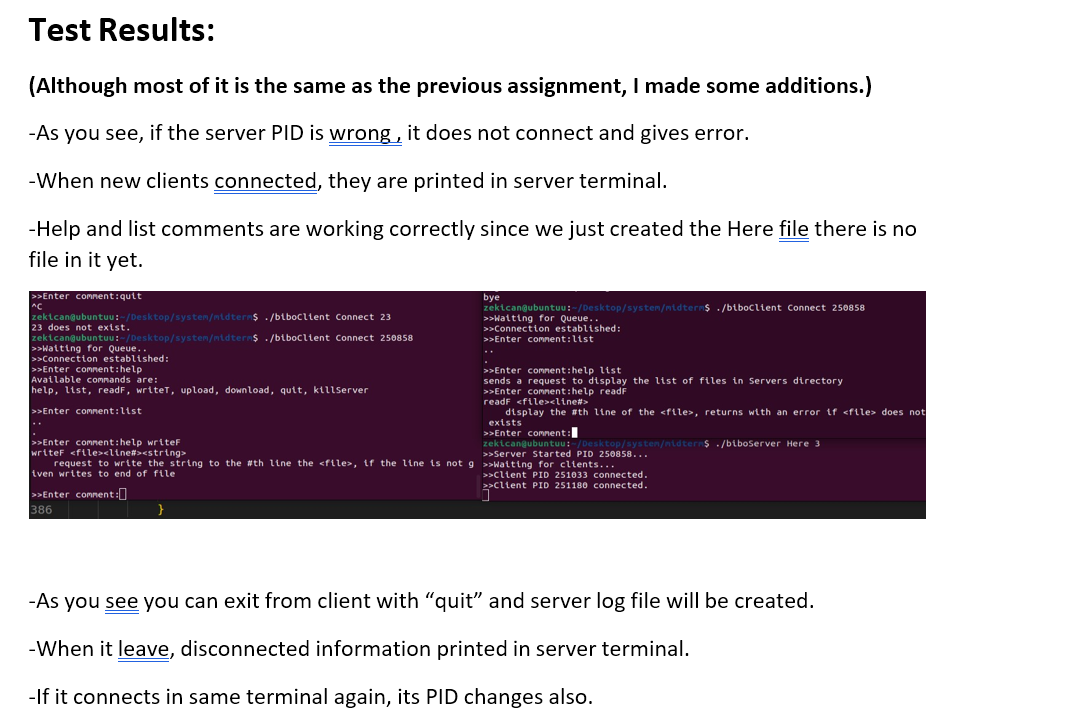 Test Results:
(Although most of it is the same as the previous assignment, I made some additions.)
-As you see, if the server PID is wrong , it does not connect and gives error.
-When new clients connected, they are printed in server terminal.
-Help and list comments are working correctly since we just created the Here file there is no
file in it yet.
>>Enter comment:quit
^C
zekican@ubuntuu:~/Desktop/system/midterm$ ./biboClient Connect 23
23 does not exist.
zekican@ubuntuu:~/Desktop/system/midterm$ ./biboClient Connect 250858
>>Waiting for Queue..
>>Connection established:
>>Enter comment:help
Available commands are:
help, list, readF, writeT, upload, download, quit, killServer
>>Enter comment:list
..
.
>>Enter comment:help writeF
writeF <file><line#><string>
request to write the string to the #th line the <file>, if the line is not g
iven writes to end of file
>>Enter comment:
386 }
bye
zekican@ubuntuu:~/Desktop/system/midterm$ ./biboClient Connect 250858
>>Waiting for Queue..
>>Connection established:
>>Enter comment:list
..
.
>>Enter comment:help list
sends a request to display the list of files in Servers directory
>>Enter comment:help readF
readF <file><line#>
display the #th line of the <file>, returns with an error if <file> does not
exists
>>Enter comment:
zekican@ubuntuu:~/Desktop/system/midterm$ ./biboServer Here 3
>>Server Started PID 250858...
>>Waiting for clients...
>>Client PID 251033 connected.
>>Client PID 251180 connected.
-As you see you can exit from client with “quit” and server log file will be created.
-When it leave, disconnected information printed in server terminal.
-If it connects in same terminal again, its PID changes also.